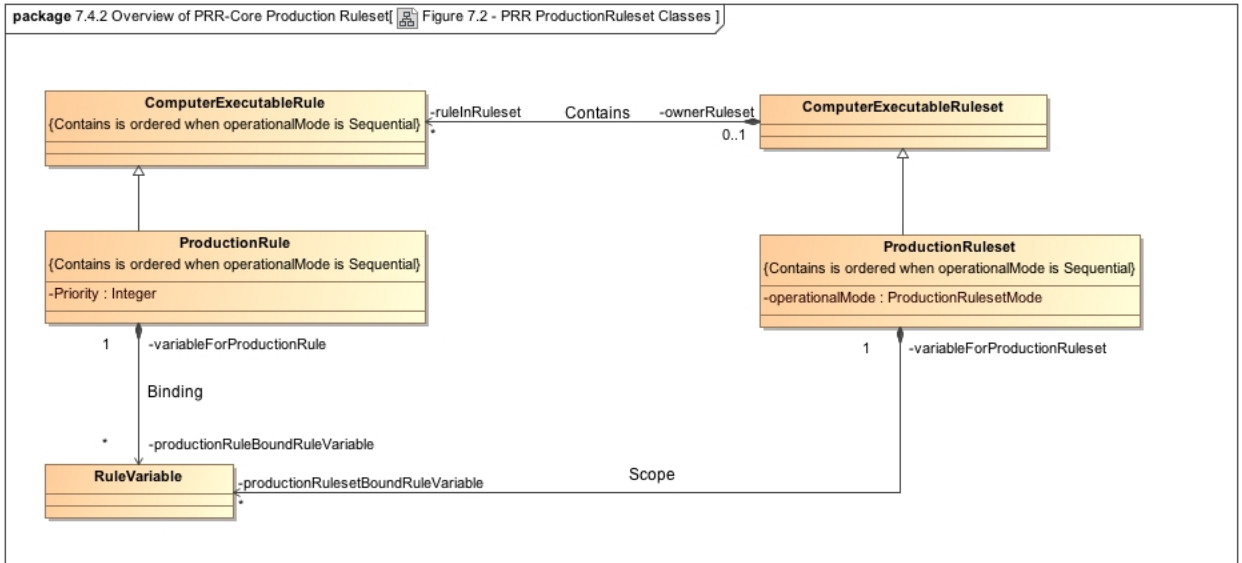 package 7.4.2 Overview of PRR-Core Production Ruleset[ Figure 7.2 - PRR ProductionRuleset Classes ]
ComputerExecutableRule
{Contains is ordered when operationalMode is Sequential}
-ruleInRuleset
*
Contains
-ownerRuleset
0..1
ComputerExecutableRuleset
ProductionRule
{Contains is ordered when operationalMode is Sequential}
-Priority : Integer
ProductionRuleset
{Contains is ordered when operationalMode is Sequential}
-operationalMode : ProductionRulesetMode
1
-variableForProductionRule
1
-variableForProductionRuleset
Binding
*
-productionRuleBoundRuleVariable
RuleVariable
-productionRulesetBoundRuleVariable
*
Scope